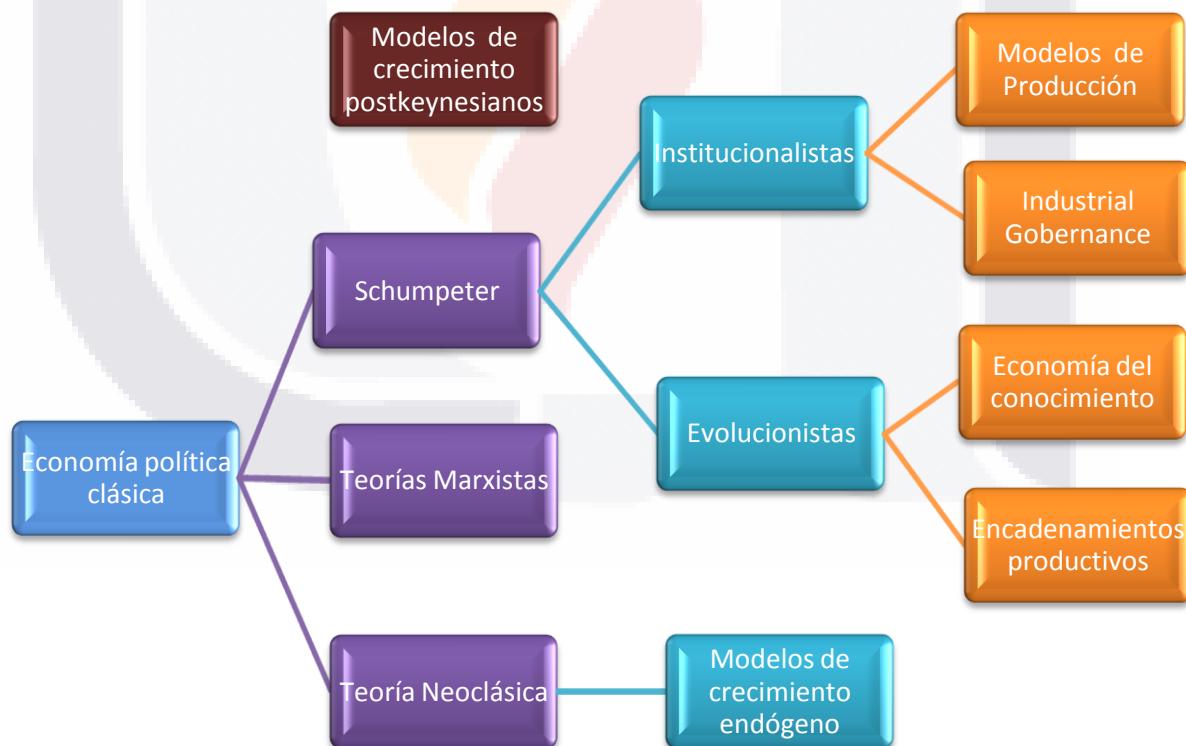 Modelos de
crecimiento
postkeynesianos
Modelos de
Producción
Institucionalistas
Industrial
Gobernance
Schumpeter
Economía del
conocimiento
Evolucionistas
Economía política
clásica
Teorías Marxistas
Encadenamientos
productivos
Teoría Neoclásica
Modelos de
crecimiento
endógeno